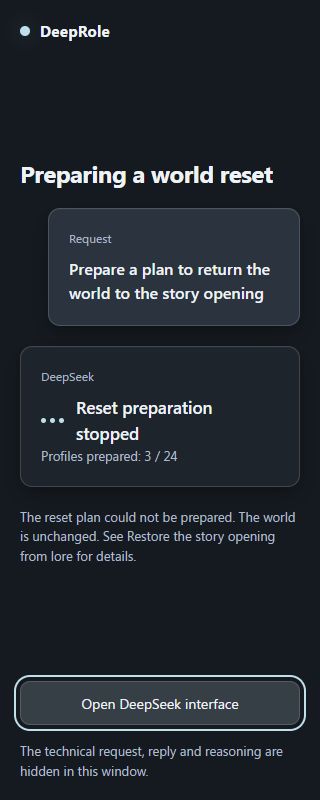 DeepRole
Preparing a world reset
Request
Prepare a plan to return the
world to the story opening
DeepSeek
Reset preparation
stopped
Profiles prepared: 3 / 24
The reset plan could not be prepared. The world
is unchanged. See Restore the story opening
from lore for details.
Open DeepSeek interface
The technical request, reply and reasoning are
hidden in this window.